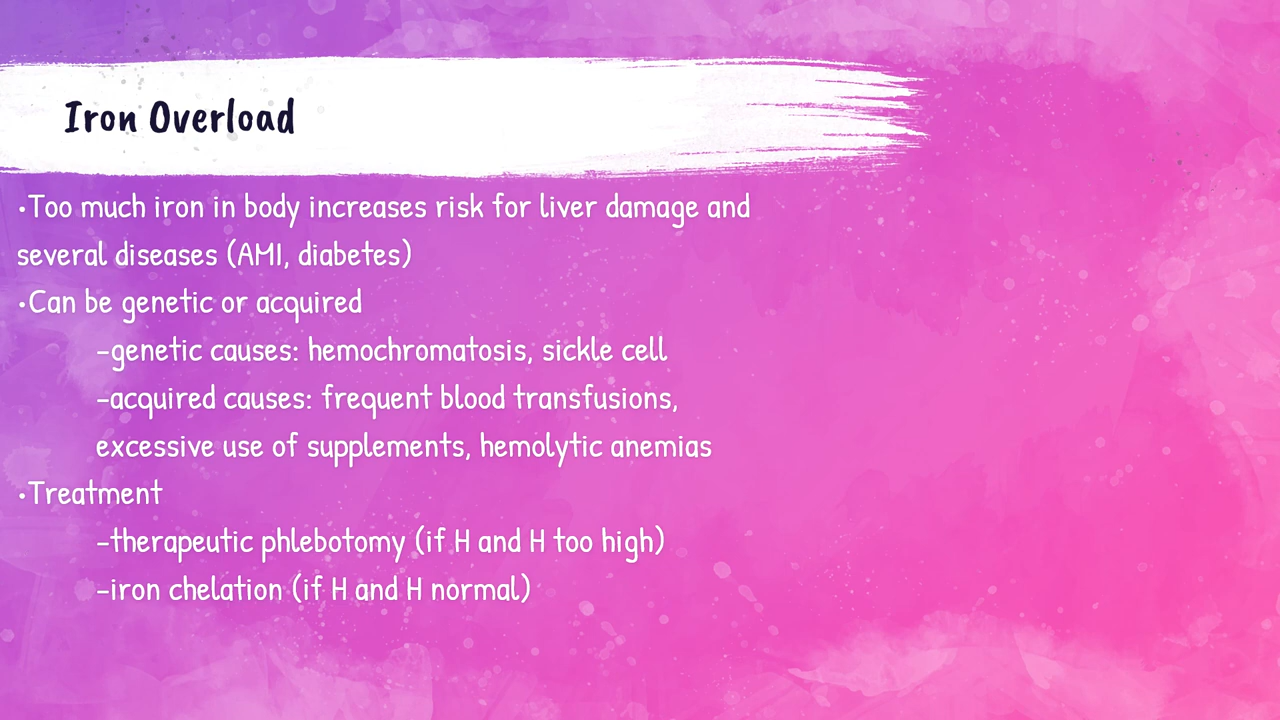 Iron Overload
•Too much iron in body increases risk for liver damage and
several diseases (AMI, diabetes)
•Can be genetic or acquired
-genetic causes: hemochromatosis, sickle cell
-acquired causes: frequent blood transfusions,
excessive use of supplements, hemolytic anemias
•Treatment
-therapeutic phlebotomy (if H and H too high)
-iron chelation (if H and H normal)